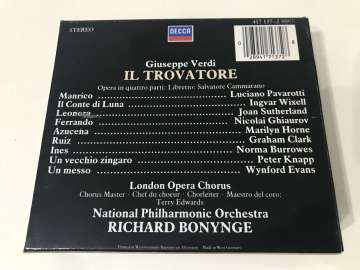 STEREO
DECCA
Giuseppe Verdi
IL TROVATORE
Opera in quattro parti: Libretto: Salvatore Cammarano
Manrico Luciano Pavarotti
Il Conte di Luna Ingvar Wixell
Leonora Joan Sutherland
Ferrando Nicolai Ghiaurov
Azucena Marilyn Horne
Ruiz Graham Clark
Ines Norma Burrowes
Un vecchio zingaro Peter Knapp
Un messo Wynford Evans
London Opera Chorus
Chorus Master · Chef du choeur · Chorleiter · Maestro del coro:
Terry Edwards
National Philharmonic Orchestra
RICHARD BONYNGE